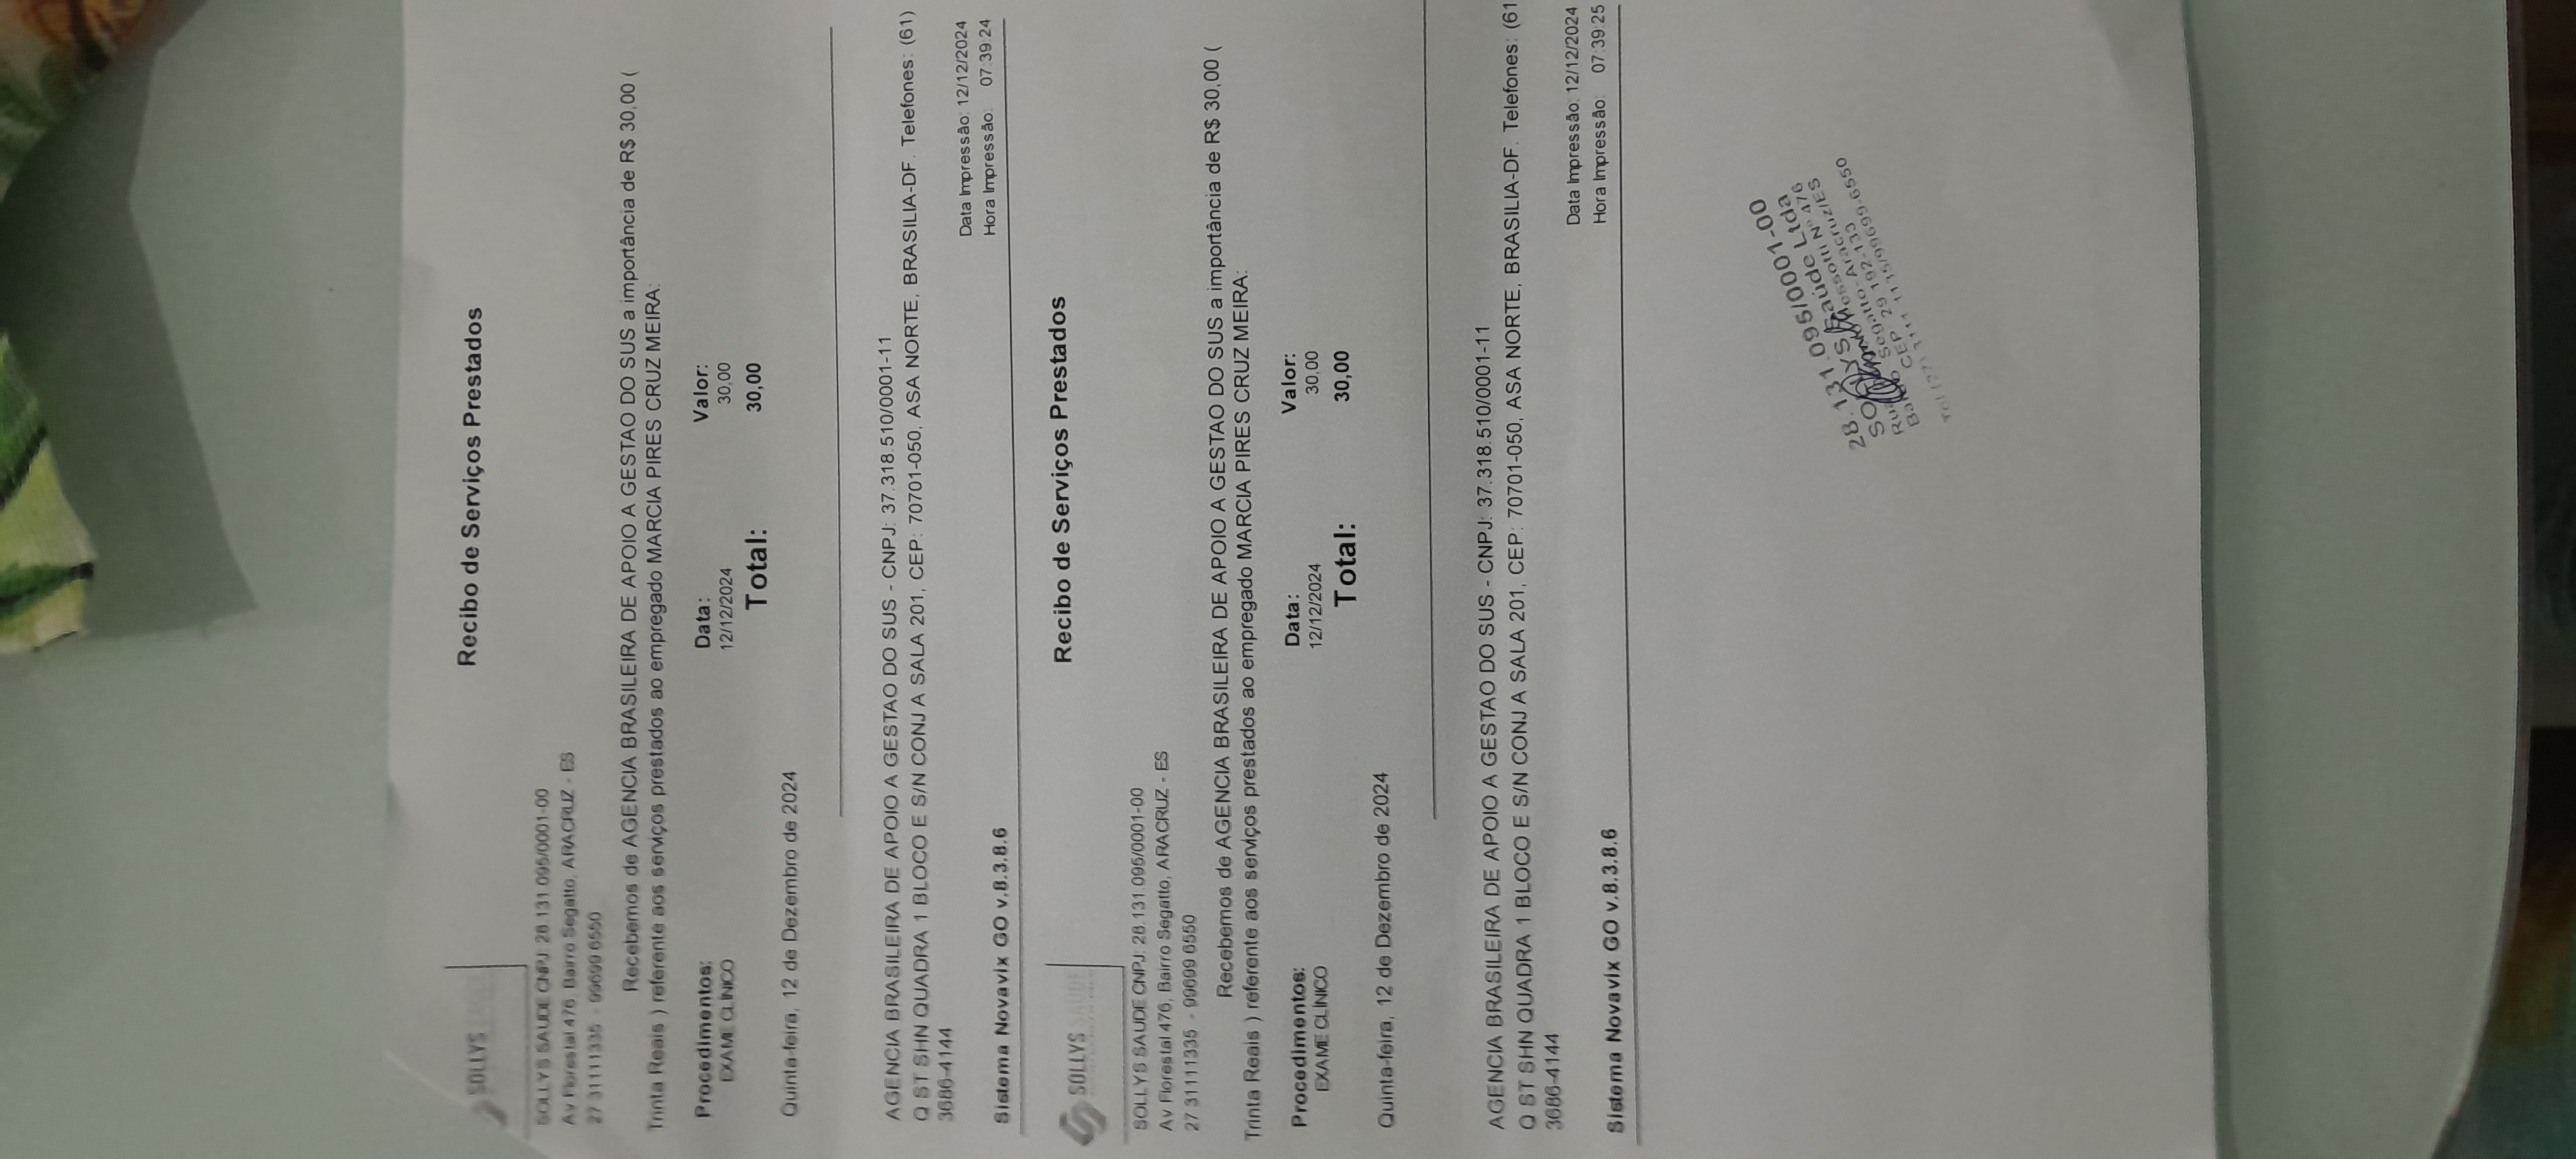 SOLLYS
Recibo de Serviços Prestados
SOLLYS SAUDE CNPJ: 28.131.095/0001-00
Av Florestal 476, Bairro Segatto, ARACRUZ - ES
27 31111335 - 99699 6550
Recebemos de AGENCIA BRASILEIRA DE APOIO A GESTAO DO SUS a importância de R$ 30,00 (
Trinta Reais ) referente aos serviços prestados ao empregado MARCIA PIRES CRUZ MEIRA:
Procedimentos: Data: Valor:
EXAME CLÍNICO 12/12/2024 30,00
Total: 30,00
Quinta-feira, 12 de Dezembro de 2024
AGENCIA BRASILEIRA DE APOIO A GESTAO DO SUS - CNPJ: 37.318.510/0001-11
Q ST SHN QUADRA 1 BLOCO E S/N CONJ A SALA 201, CEP: 70701-050, ASA NORTE, BRASILIA-DF. Telefones: (61)
3686-4144
Data Impressão: 12/12/2024
Hora Impressão: 07:39:24
Sistema Novavix GO v.8.3.8.6
SOLLYS SAUDE
Recibo de Serviços Prestados
SOLLYS SAUDE CNPJ: 28.131.095/0001-00
Av Florestal 476, Bairro Segatto, ARACRUZ - ES
27 31111335 - 99699 6550
Recebemos de AGENCIA BRASILEIRA DE APOIO A GESTAO DO SUS a importância de R$ 30,00 (
Trinta Reais ) referente aos serviços prestados ao empregado MARCIA PIRES CRUZ MEIRA:
Procedimentos: Data: Valor:
EXAME CLÍNICO 12/12/2024 30,00
Total: 30,00
Quinta-feira, 12 de Dezembro de 2024
AGENCIA BRASILEIRA DE APOIO A GESTAO DO SUS - CNPJ: 37.318.510/0001-11
Q ST SHN QUADRA 1 BLOCO E S/N CONJ A SALA 201, CEP: 70701-050, ASA NORTE, BRASILIA-DF. Telefones: (61
3686-4144
Data Impressão: 12/12/2024
Hora Impressão: 07:39:25
Sistema Novavix GO v.8.3.8.6
28.131.095/0001-00
SOLLYS Saúde Ltda
Rua Pessotti Nº 476
Bairro Segatto-Aracruz/ES
CEP 29 192-133
Tel (27) 3111 1135/99699-6550